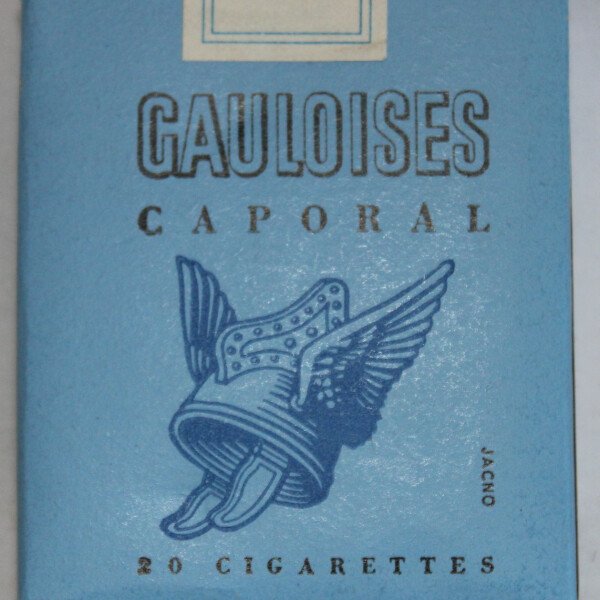 GAULOISES
CAPORAL
JACNO
20 CIGARETTES